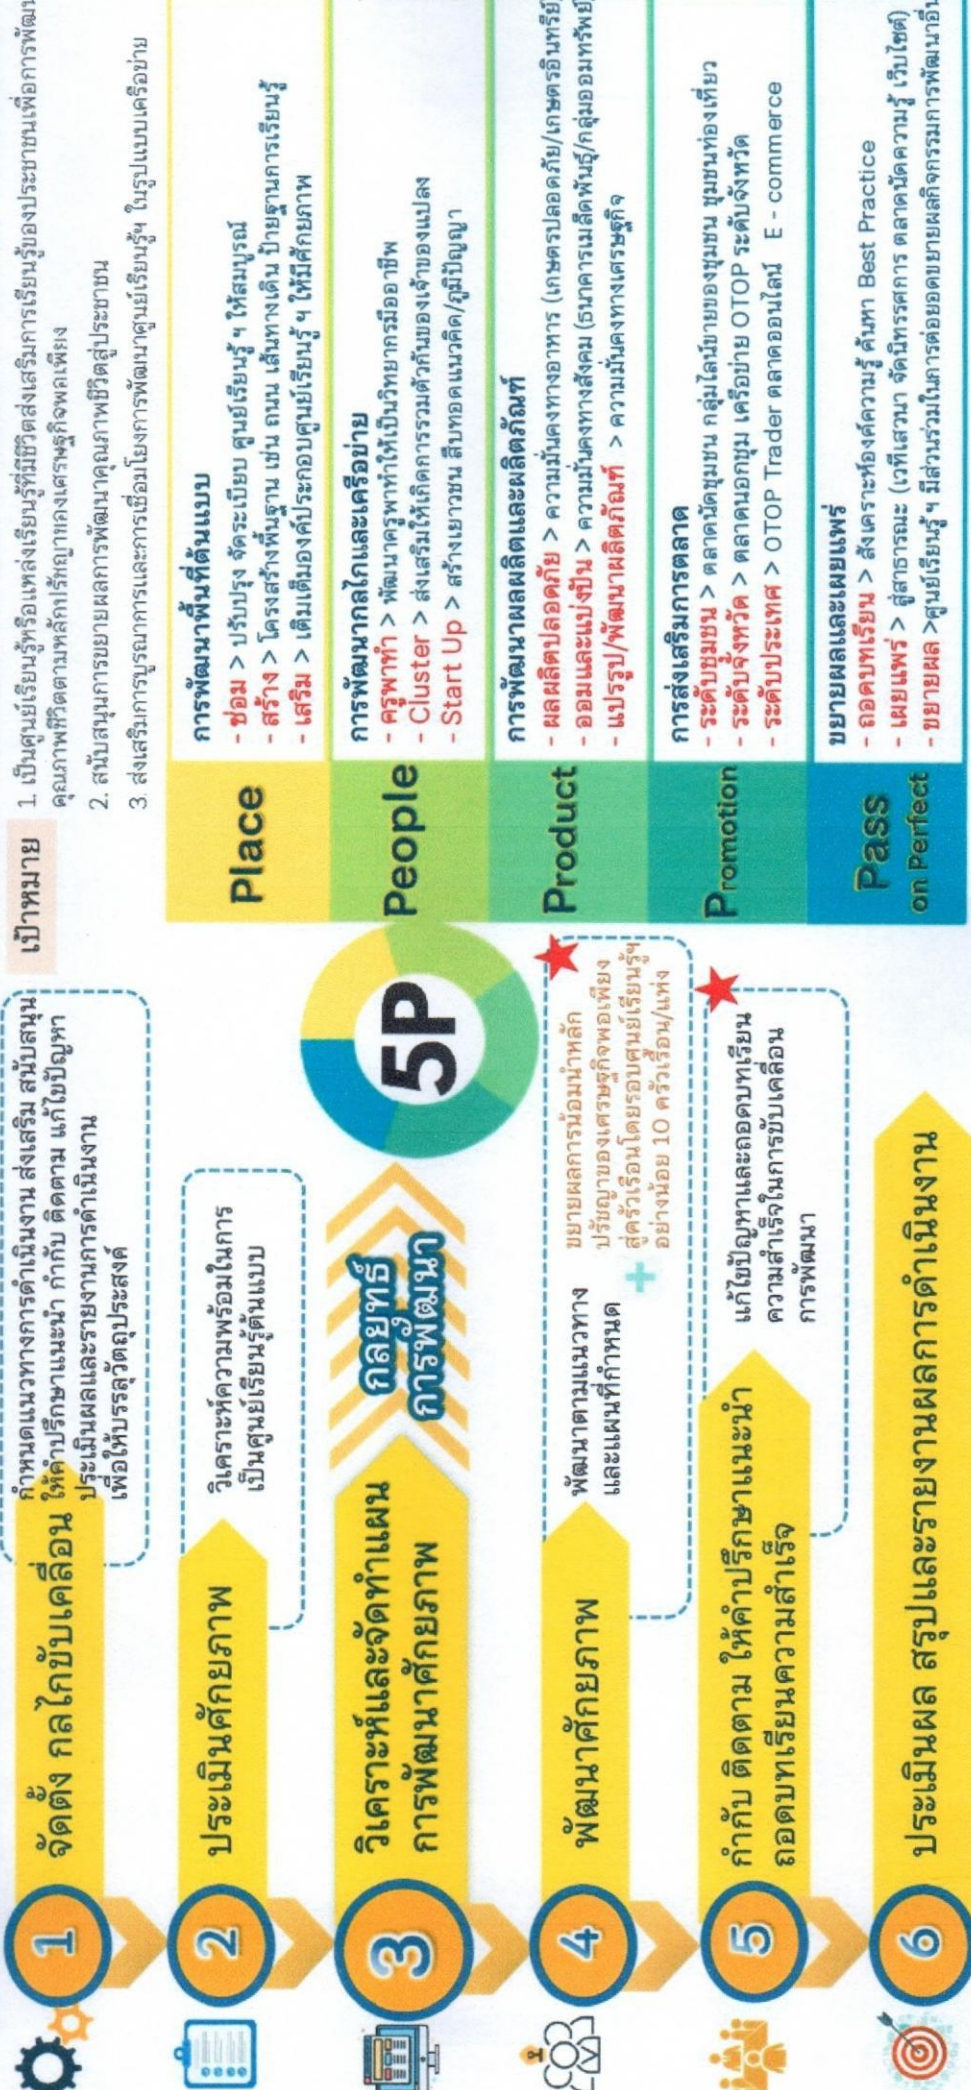 เป้าหมาย
1. เป็นศูนย์เรียนรู้หรือแหล่งเรียนรู้ที่มีชีวิตส่งเสริมการเรียนรู้ของประชาชนเพื่อการพัฒนา
คุณภาพชีวิตตามหลักปรัชญาของเศรษฐกิจพอเพียง
2. สนับสนุนการขยายผลการพัฒนาคุณภาพชีวิตสู่ประชาชน
3. ส่งเสริมการบูรณาการและการเชื่อมโยงการพัฒนาศูนย์เรียนรู้ฯ ในรูปแบบเครือข่าย
1
จัดตั้ง กลไกขับเคลื่อน
กำหนดแนวทางการดำเนินงาน ส่งเสริม สนับสนุน
ให้คำปรึกษาแนะนำ กำกับ ติดตาม แก้ไขปัญหา
ประเมินผลและรายงานการดำเนินงาน
เพื่อให้บรรลุวัตถุประสงค์
2
ประเมินศักยภาพ
วิเคราะห์ความพร้อมในการ
เป็นศูนย์เรียนรู้ต้นแบบ
3
วิเคราะห์และจัดทำแผน
การพัฒนาศักยภาพ
กลยุทธ์
การพัฒนา
5P
4
พัฒนาศักยภาพ
พัฒนาตามแนวทาง
และแผนที่กำหนด
+
ขยายผลการน้อมนำหลัก
ปรัชญาของเศรษฐกิจพอเพียง
สู่ครัวเรือนโดยรอบศูนย์เรียนรู้ฯ
อย่างน้อย 10 ครัวเรือน/แห่ง
5
กำกับ ติดตาม ให้คำปรึกษาแนะนำ
ถอดบทเรียนความสำเร็จ
แก้ไขปัญหาและถอดบทเรียน
ความสำเร็จในการขับเคลื่อน
การพัฒนา
6
ประเมินผล สรุปและรายงานผลการดำเนินงาน
Place
การพัฒนาพื้นที่ต้นแบบ
- ซ่อม > ปรับปรุง จัดระเบียบ ศูนย์เรียนรู้ ฯ ให้สมบูรณ์
- สร้าง > โครงสร้างพื้นฐาน เช่น ถนน เส้นทางเดิน ป้ายฐานการเรียนรู้
- เสริม > เติมเต็มองค์ประกอบศูนย์เรียนรู้ ฯ ให้มีศักยภาพ
People
การพัฒนากลไกและเครือข่าย
- ครูพาทำ > พัฒนาครูพาทำให้เป็นวิทยากรมืออาชีพ
- Cluster > ส่งเสริมให้เกิดการรวมตัวกันของเจ้าของแปลง
- Start Up > สร้างเยาวชน สืบทอดแนวคิด/ภูมิปัญญา
Product
การพัฒนาผลผลิตและผลิตภัณฑ์
- ผลผลิตปลอดภัย > ความมั่นคงทางอาหาร (เกษตรปลอดภัย/เกษตรอินทรีย์)
- ออมและแบ่งปัน > ความมั่นคงทางสังคม (ธนาคารเมล็ดพันธุ์/กลุ่มออมทรัพย์)
- แปรรูป/พัฒนาผลิตภัณฑ์ > ความมั่นคงทางเศรษฐกิจ
Promotion
การส่งเสริมการตลาด
- ระดับชุมชน > ตลาดนัดชุมชน กลุ่มไลน์ขายของชุมชน ชุมชนท่องเที่ยว
- ระดับจังหวัด > ตลาดนอกชุม เครือข่าย OTOP ระดับจังหวัด
- ระดับประเทศ > OTOP Trader ตลาดออนไลน์ E - commerce
Pass
on Perfect
ขยายผลและเผยแพร่
- ถอดบทเรียน > สังเคราะห์องค์ความรู้ ค้นหา Best Practice
- เผยแพร่ > สู่สาธารณะ (เวทีเสวนา จัดนิทรรศการ ตลาดนัดความรู้ เว็บไซต์)
- ขยายผล >ศูนย์เรียนรู้ ฯ มีส่วนร่วมในการต่อยอดขยายผลกิจกรรมการพัฒนาอื่น